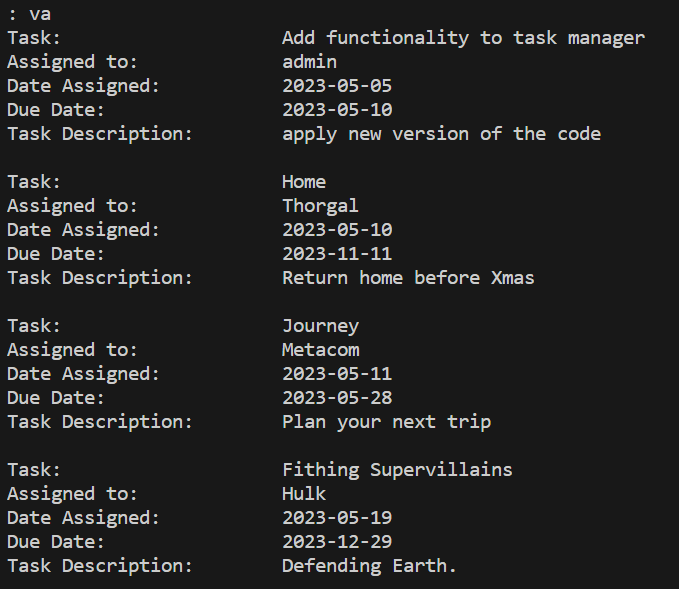 : va
Task: Add functionality to task manager
Assigned to: admin
Date Assigned: 2023-05-05
Due Date: 2023-05-10
Task Description: apply new version of the code
Task: Home
Assigned to: Thorgal
Date Assigned: 2023-05-10
Due Date: 2023-11-11
Task Description: Return home before Xmas
Task: Journey
Assigned to: Metacom
Date Assigned: 2023-05-11
Due Date: 2023-05-28
Task Description: Plan your next trip
Task: Fithing Supervillains
Assigned to: Hulk
Date Assigned: 2023-05-19
Due Date: 2023-12-29
Task Description: Defending Earth.